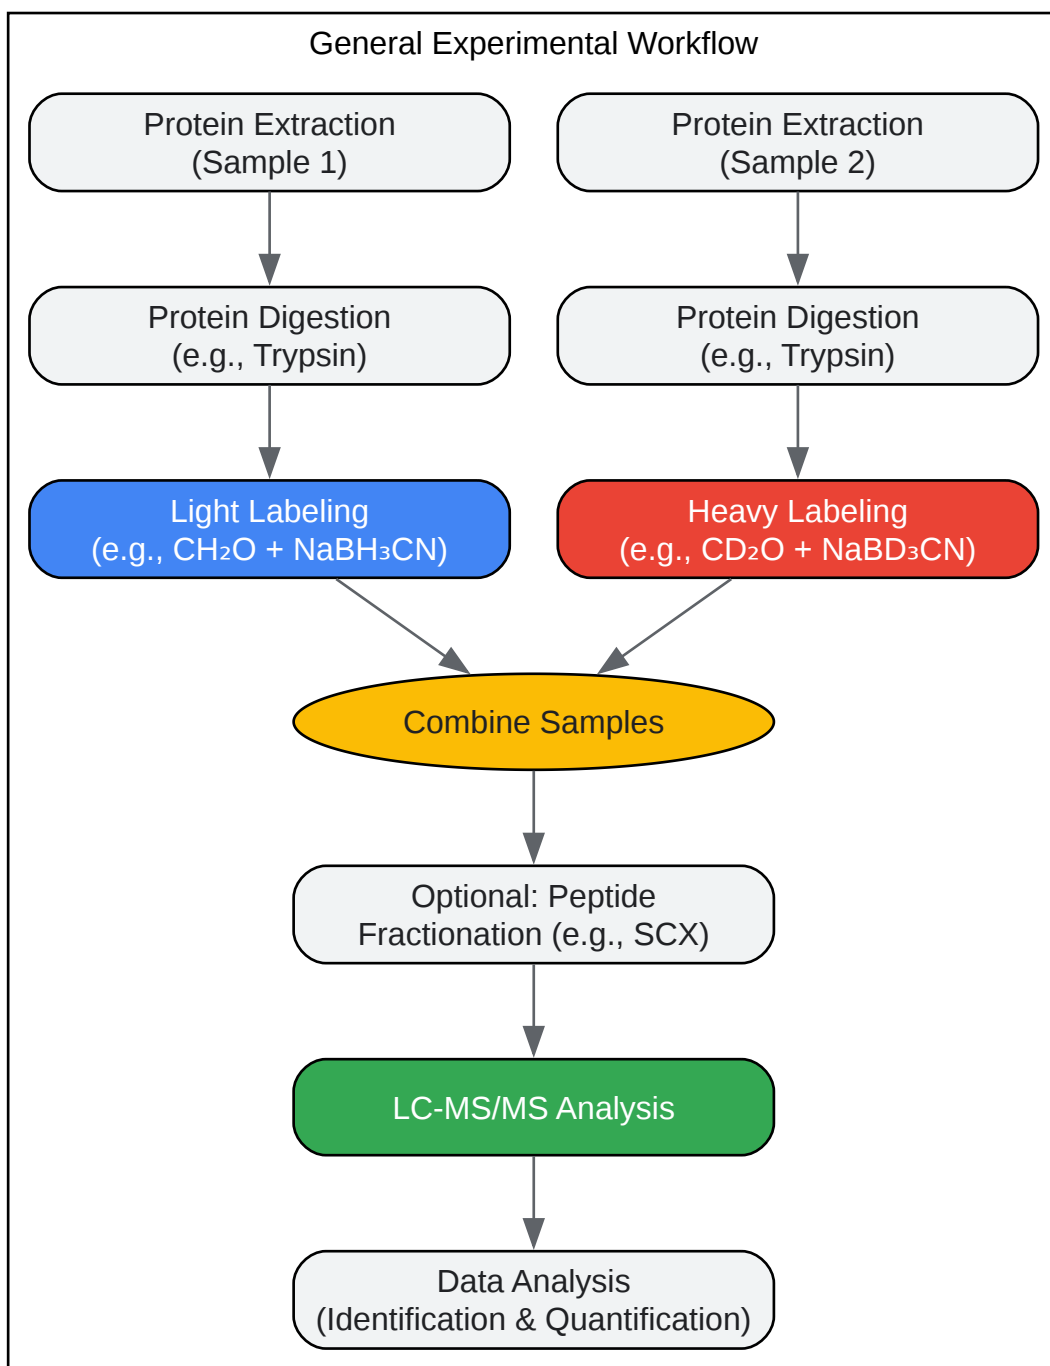 General Experimental Workflow
Protein Extraction
(Sample 1)
Protein Extraction
(Sample 2)
Protein Digestion
(e.g., Trypsin)
Protein Digestion
(e.g., Trypsin)
Light Labeling
(e.g., CH₂O + NaBH₃CN)
Heavy Labeling
(e.g., CD₂O + NaBD₃CN)
Combine Samples
Optional: Peptide
Fractionation (e.g., SCX)
LC-MS/MS Analysis
Data Analysis
(Identification & Quantification)